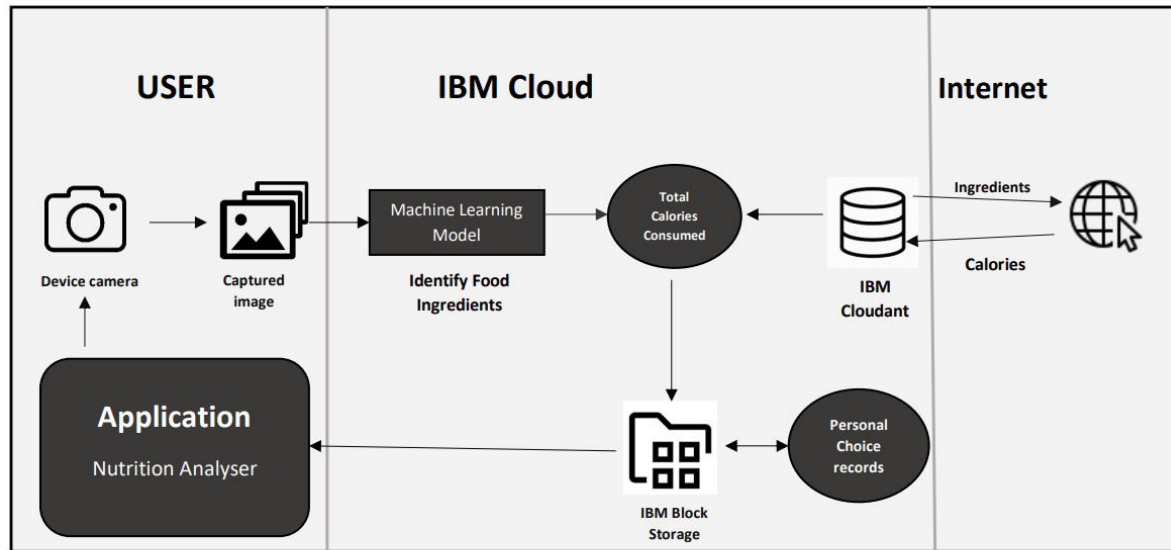 USER
IBM Cloud
Internet
Device camera
Captured
image
Machine Learning
Model
Identify Food
Ingredients
Total
Calories
Consumed
IBM
Cloudant
Ingredients
Calories
Application
Nutrition Analyser
IBM Block
Storage
Personal
Choice
records